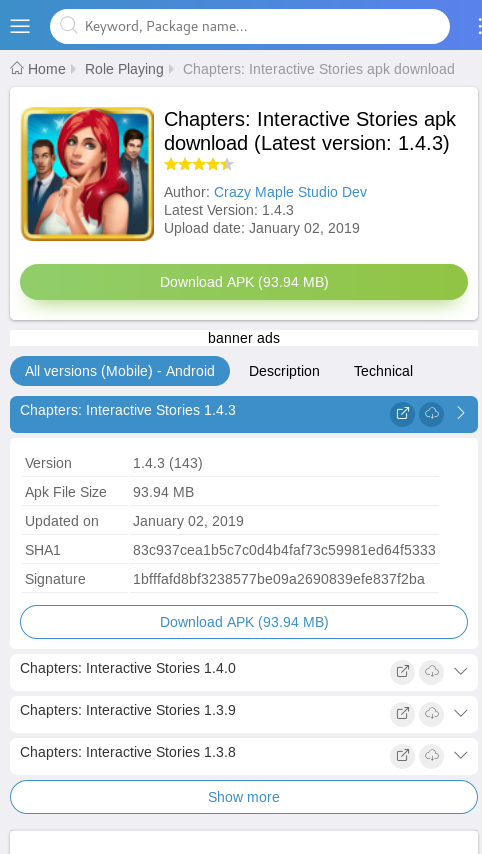 Keyword, Package name...
Home Role Playing Chapters: Interactive Stories apk download
Chapters: Interactive Stories apk
download (Latest version: 1.4.3)
Author: Crazy Maple Studio Dev
Latest Version: 1.4.3
Upload date: January 02, 2019
Download APK (93.94 MB)
banner ads
All versions (Mobile) - Android Description Technical
Chapters: Interactive Stories 1.4.3
Version 1.4.3 (143)
Apk File Size 93.94 MB
Updated on January 02, 2019
SHA1 83c937cea1b5c7c0d4b4faf73c59981ed64f5333
Signature 1bfffafd8bf3238577be09a2690839efe837f2ba
Download APK (93.94 MB)
Chapters: Interactive Stories 1.4.0
Chapters: Interactive Stories 1.3.9
Chapters: Interactive Stories 1.3.8
Show more